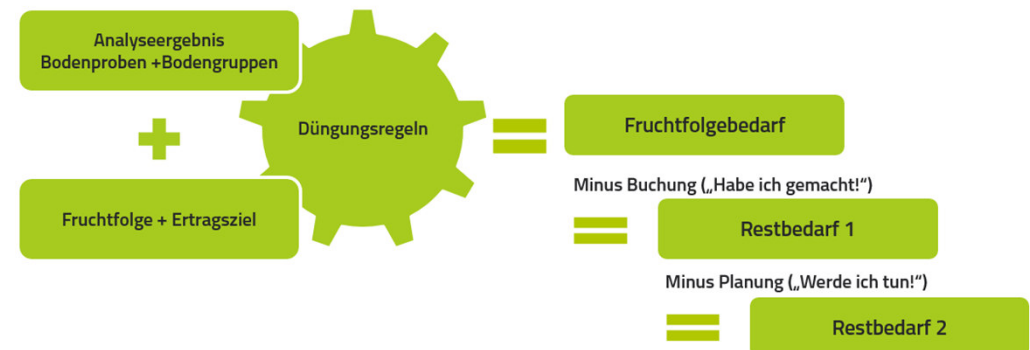 Analyseergebnis
Bodenproben +Bodengruppen
+
Fruchtfolge + Ertragsziel
Düngungsregeln
=
Fruchtfolgebedarf
Minus Buchung („Habe ich gemacht!“)
=
Restbedarf 1
Minus Planung („Werde ich tun!“)
=
Restbedarf 2